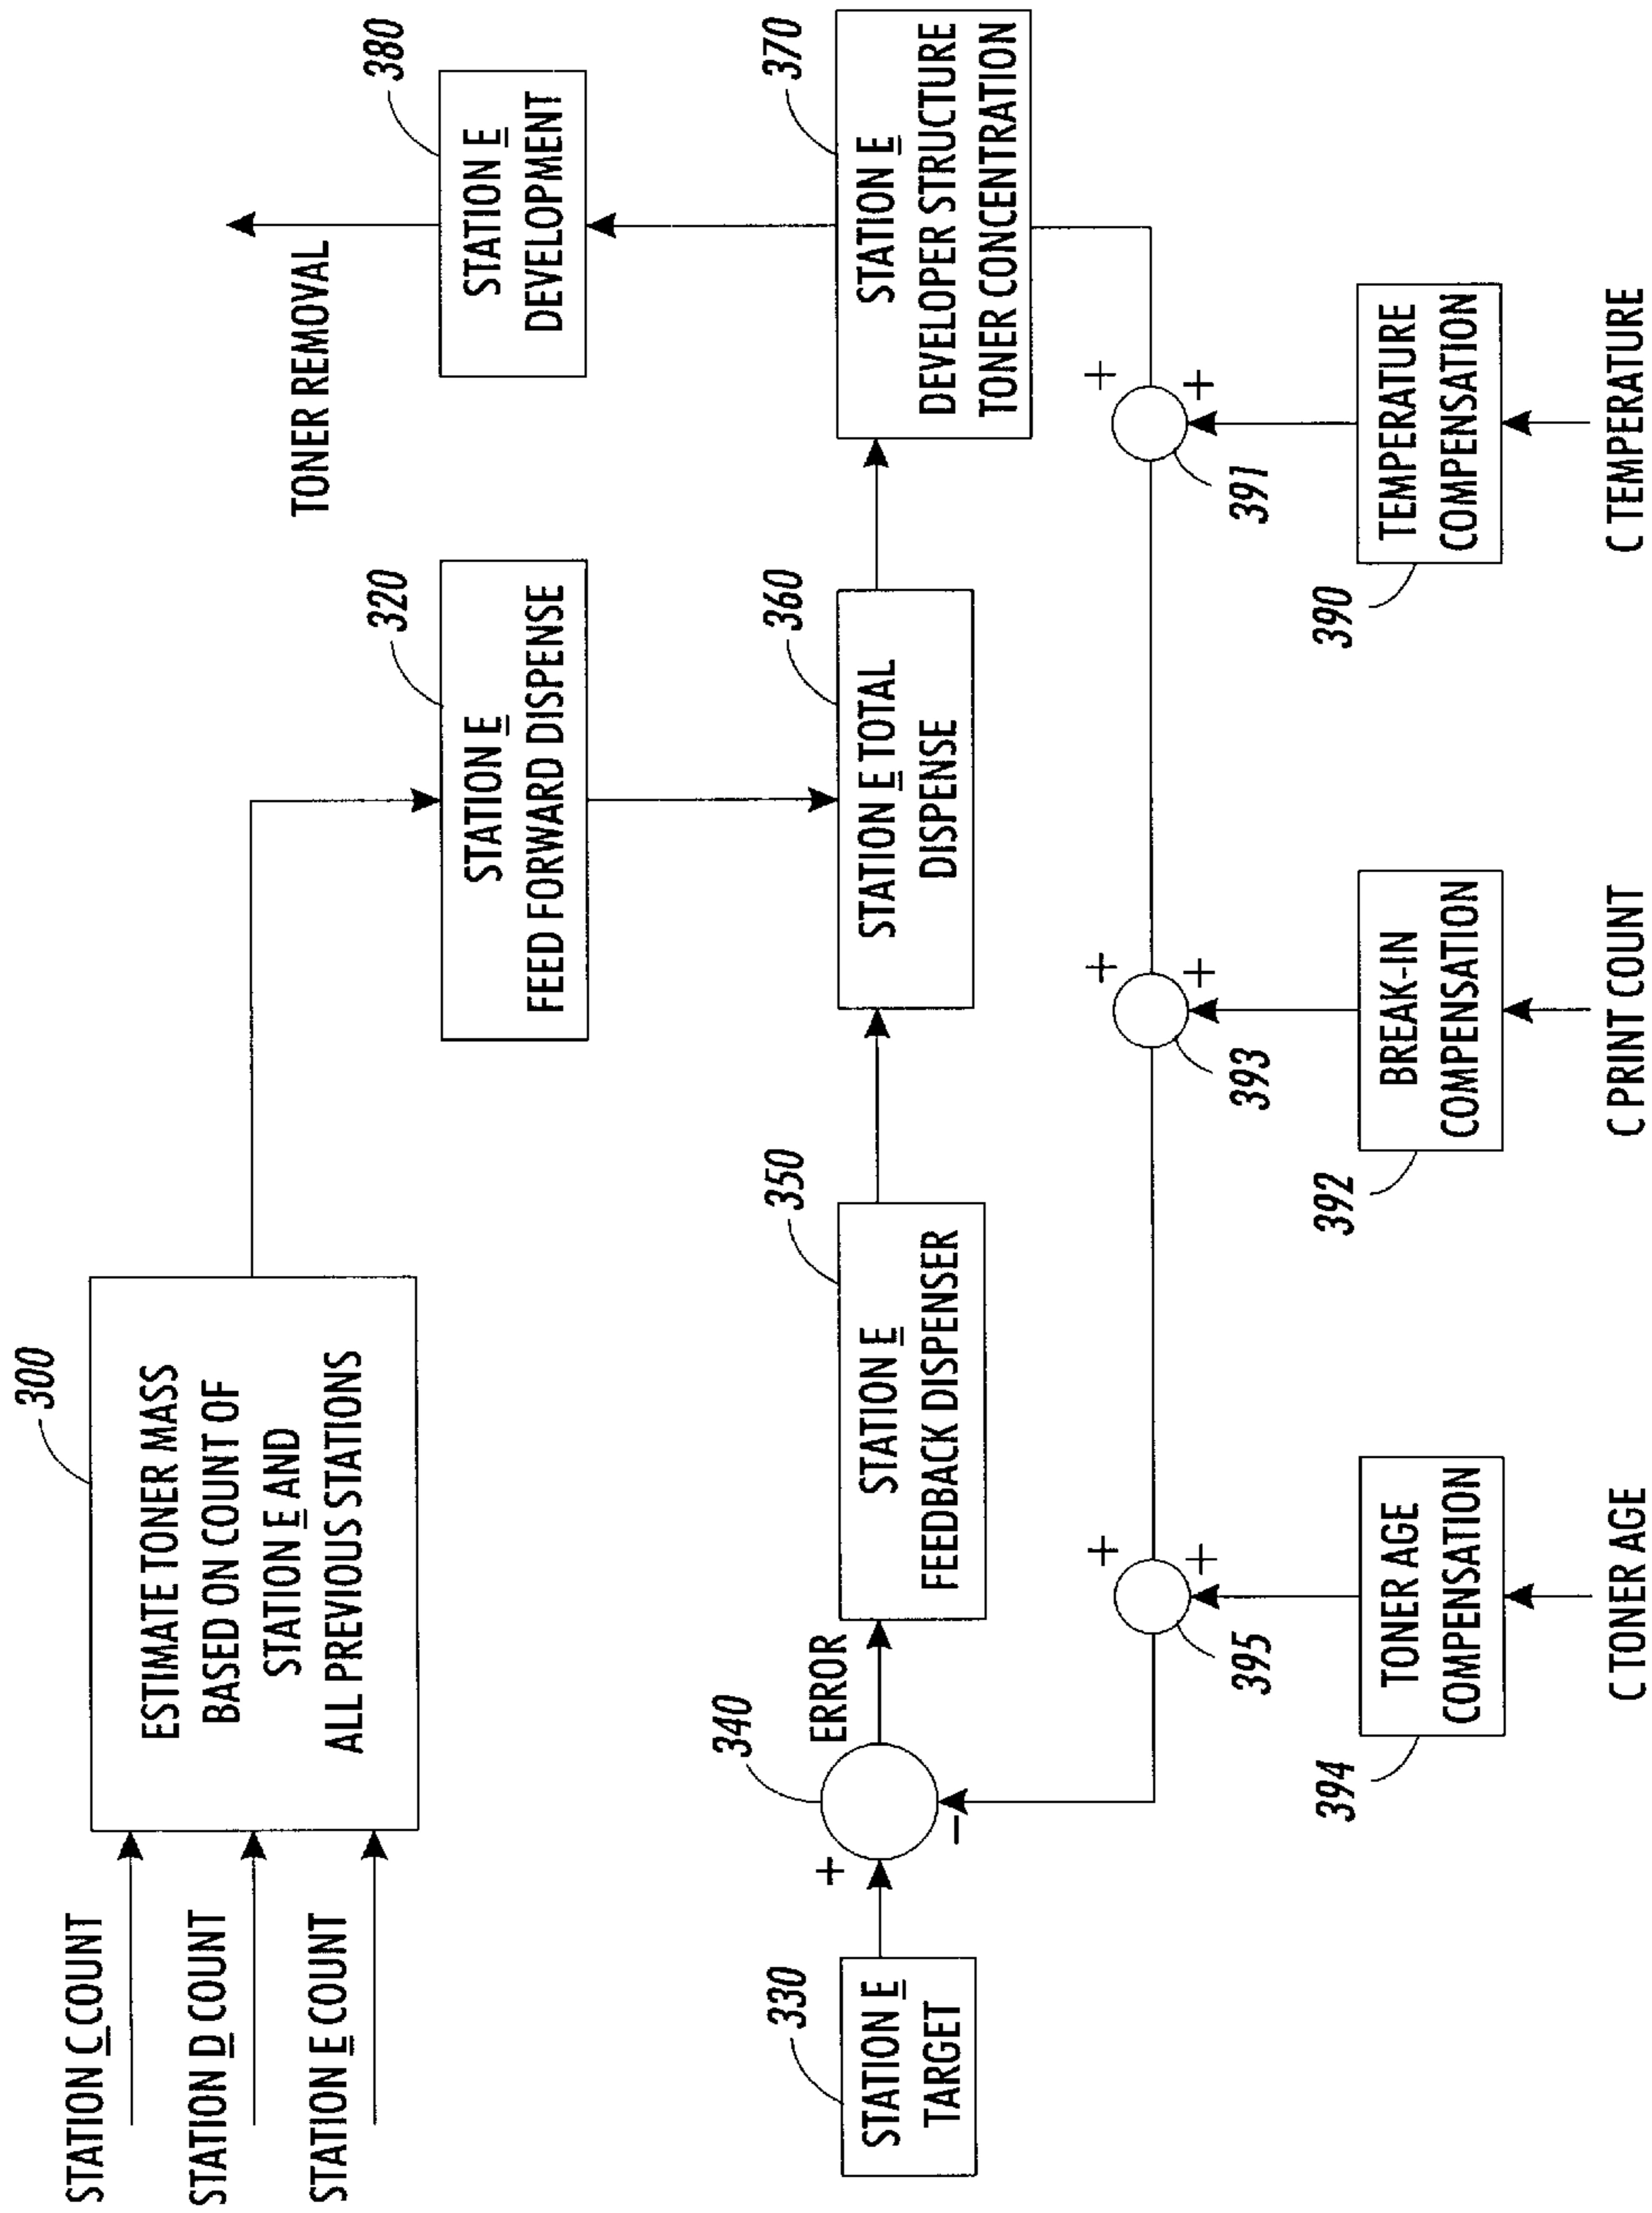 STATION C COUNT
STATION D COUNT
STATION E COUNT
300
ESTIMATE TONER MASS
BASED ON COUNT OF
STATION E AND
ALL PREVIOUS STATIONS
320
STATION E
FEED FORWARD DISPENSE
TONER REMOVAL
380
STATION E
DEVELOPMENT
330
STATION E
TARGET
+
−
340
ERROR
350
STATION E
FEEDBACK DISPENSER
360
STATION E TOTAL
DISPENSE
370
STATION E
DEVELOPER STRUCTURE
TONER CONCENTRATION
+
+
395
+
+
393
+
+
391
394
TONER AGE
COMPENSATION
C TONER AGE
392
BREAK-IN
COMPENSATION
C PRINT COUNT
390
TEMPERATURE
COMPENSATION
C TEMPERATURE